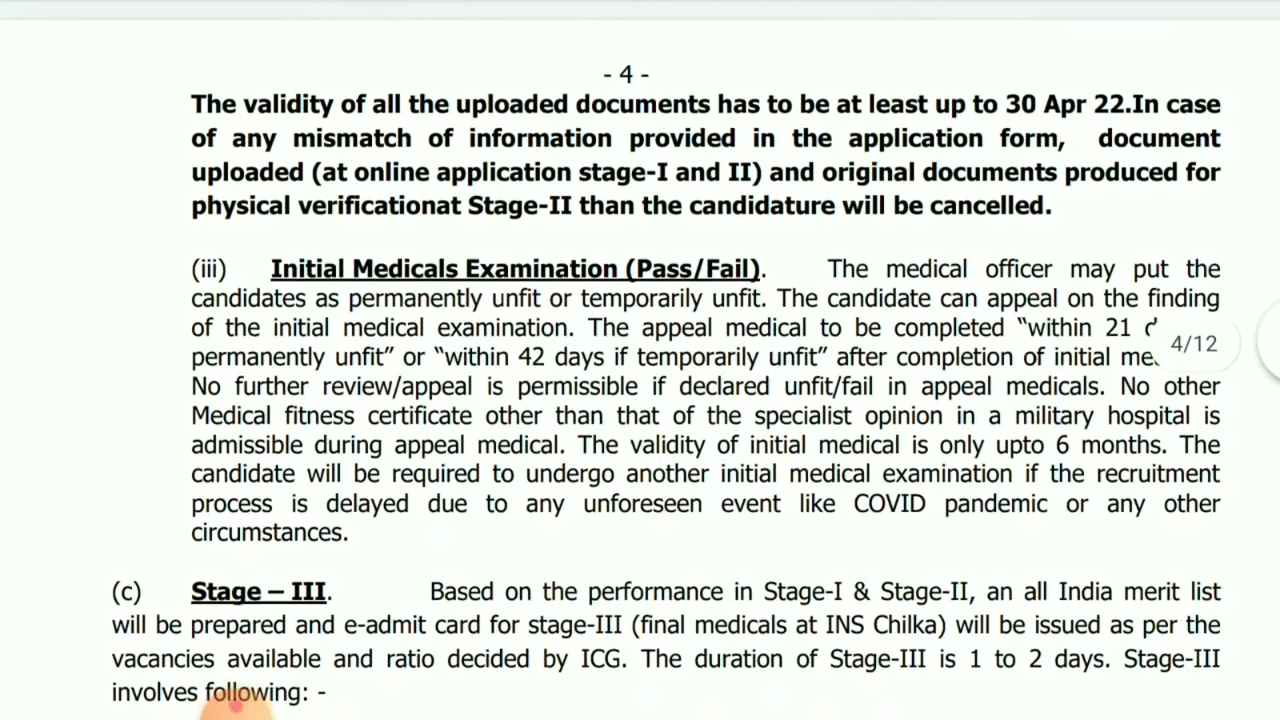 - 4 -
The validity of all the uploaded documents has to be at least up to 30 Apr 22.In case
of any mismatch of information provided in the application form, document
uploaded (at online application stage-I and II) and original documents produced for
physical verificationat Stage-II than the candidature will be cancelled.
(iii) Initial Medicals Examination (Pass/Fail). The medical officer may put the
candidates as permanently unfit or temporarily unfit. The candidate can appeal on the finding
of the initial medical examination. The appeal medical to be completed “within 21
4/12
permanently unfit” or “within 42 days if temporarily unfit” after completion of initial
No further review/appeal is permissible if declared unfit/fail in appeal medicals. No other
Medical fitness certificate other than that of the specialist opinion in a military hospital is
admissible during appeal medical. The validity of initial medical is only upto 6 months. The
candidate will be required to undergo another initial medical examination if the recruitment
process is delayed due to any unforeseen event like COVID pandemic or any other
circumstances.
(c) Stage – III. Based on the performance in Stage-I & Stage-II, an all India merit list
will be prepared and e-admit card for stage-III (final medicals at INS Chilka) will be issued as per the
vacancies available and ratio decided by ICG. The duration of Stage-III is 1 to 2 days. Stage-III
involves following: -